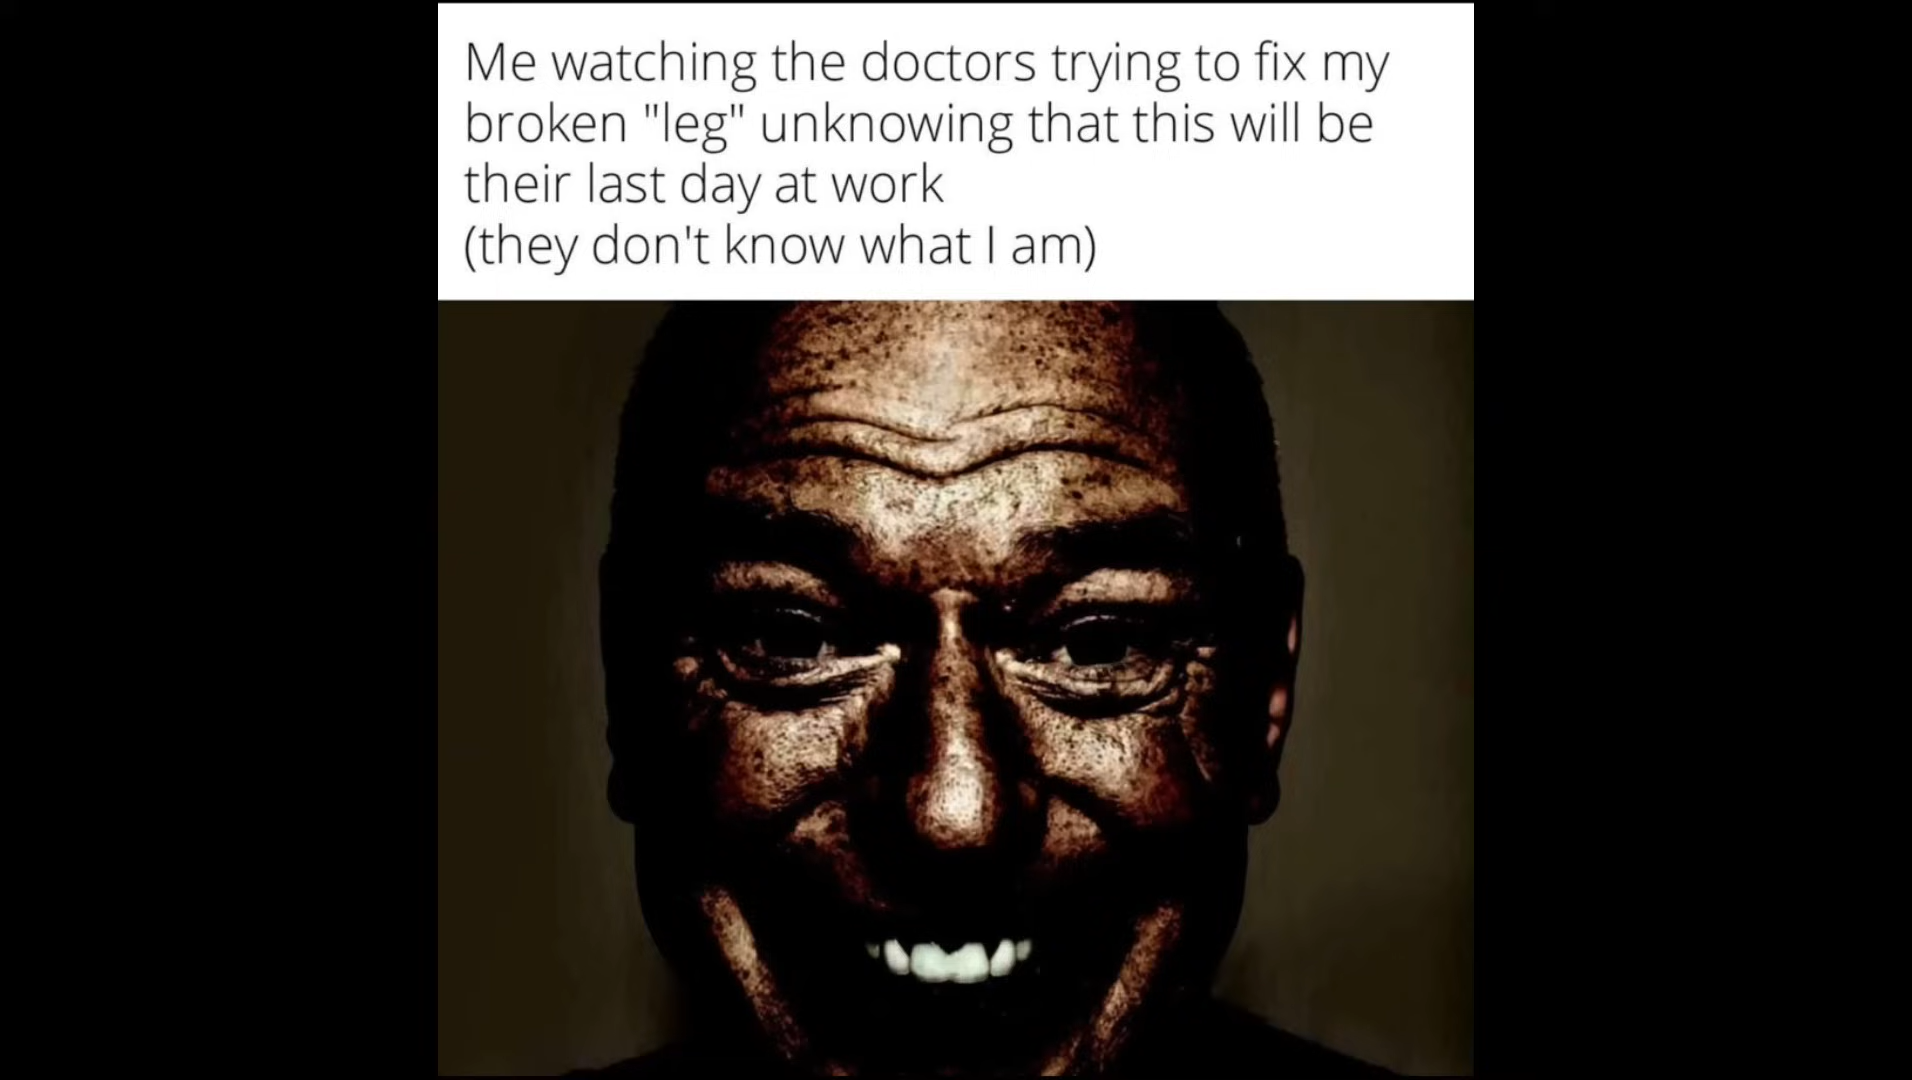 Me watching the doctors trying to fix my
broken "leg" unknowing that this will be
their last day at work
(they don't know what I am)